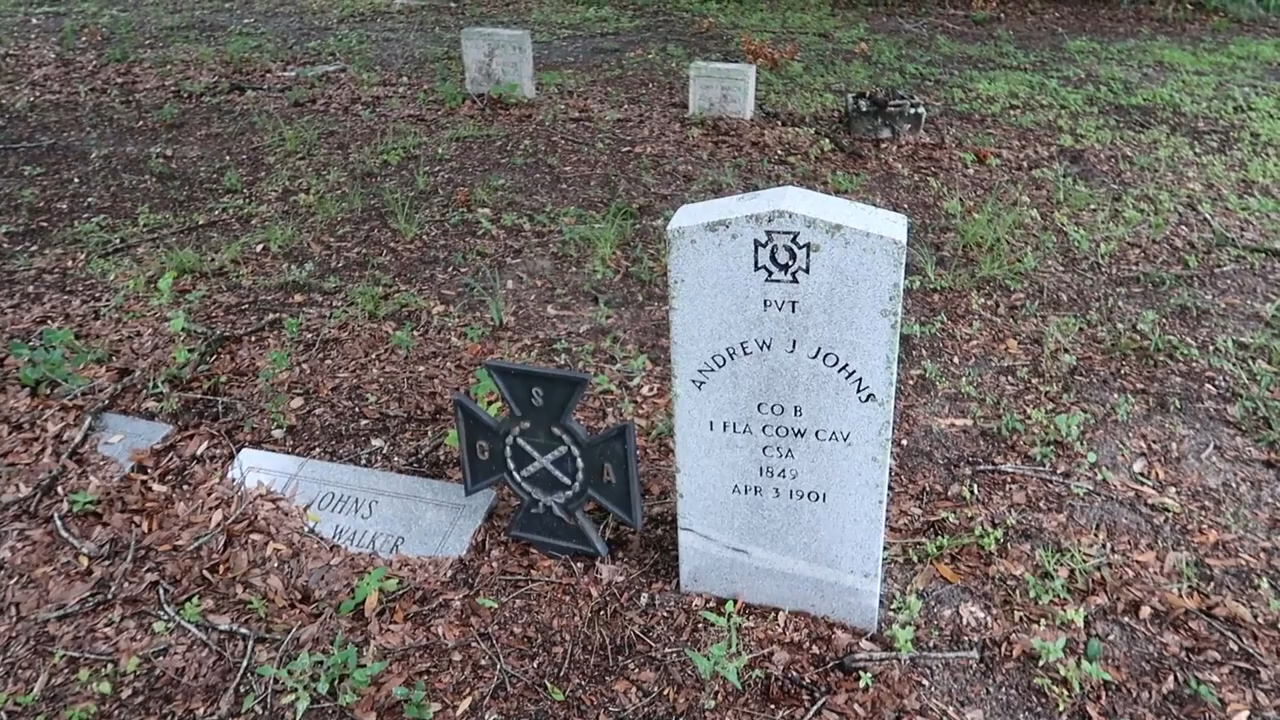 PVT
ANDREW J JOHNS
CO B
1 FLA COW CAV
CSA
1849
APR 3 1901
S
C A
JOHNS
WALKER